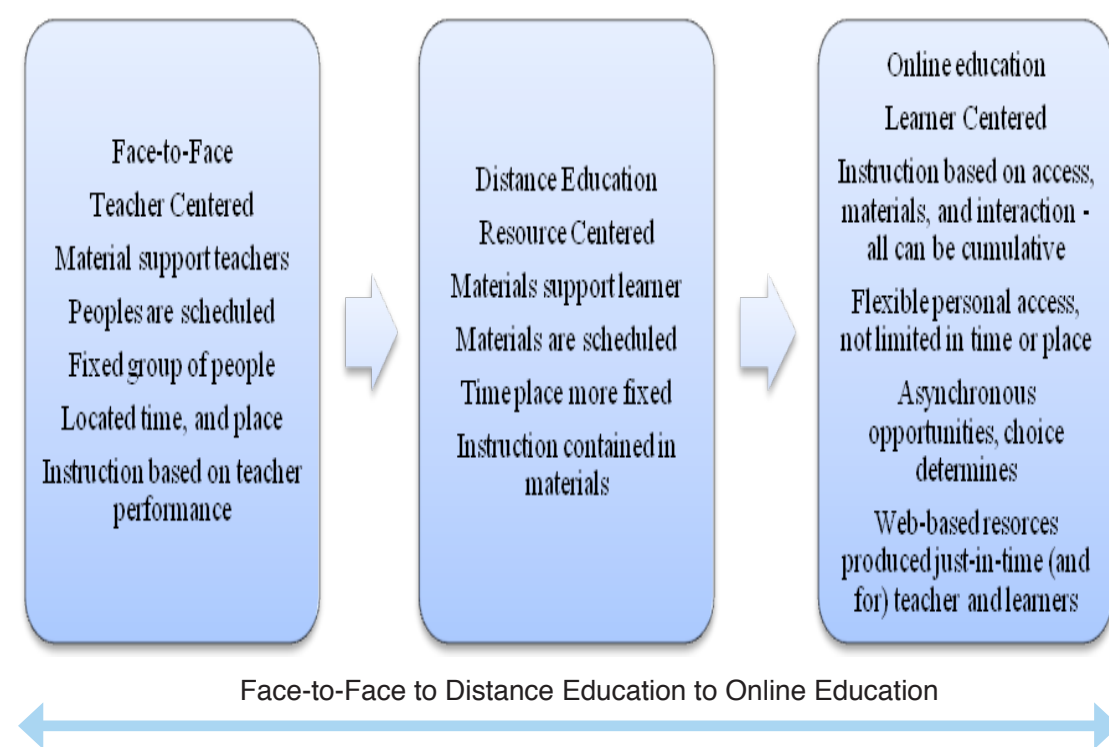 Face-to-Face
Teacher Centered
Material support teachers
Peoples are scheduled
Fixed group of people
Located time, and place
Instruction based on teacher
performance
Distance Education
Resource Centered
Materials support learner
Materials are scheduled
Time place more fixed
Instruction contained in
materials
Online education
Learner Centered
Instruction based on access,
materials, and interaction -
all can be cumulative
Flexible personal access,
not limited in time or place
Asynchronous
opportunities, choice
determines
Web-based resorces
produced just-in-time (and
for) teacher and learners
Face-to-Face to Distance Education to Online Education